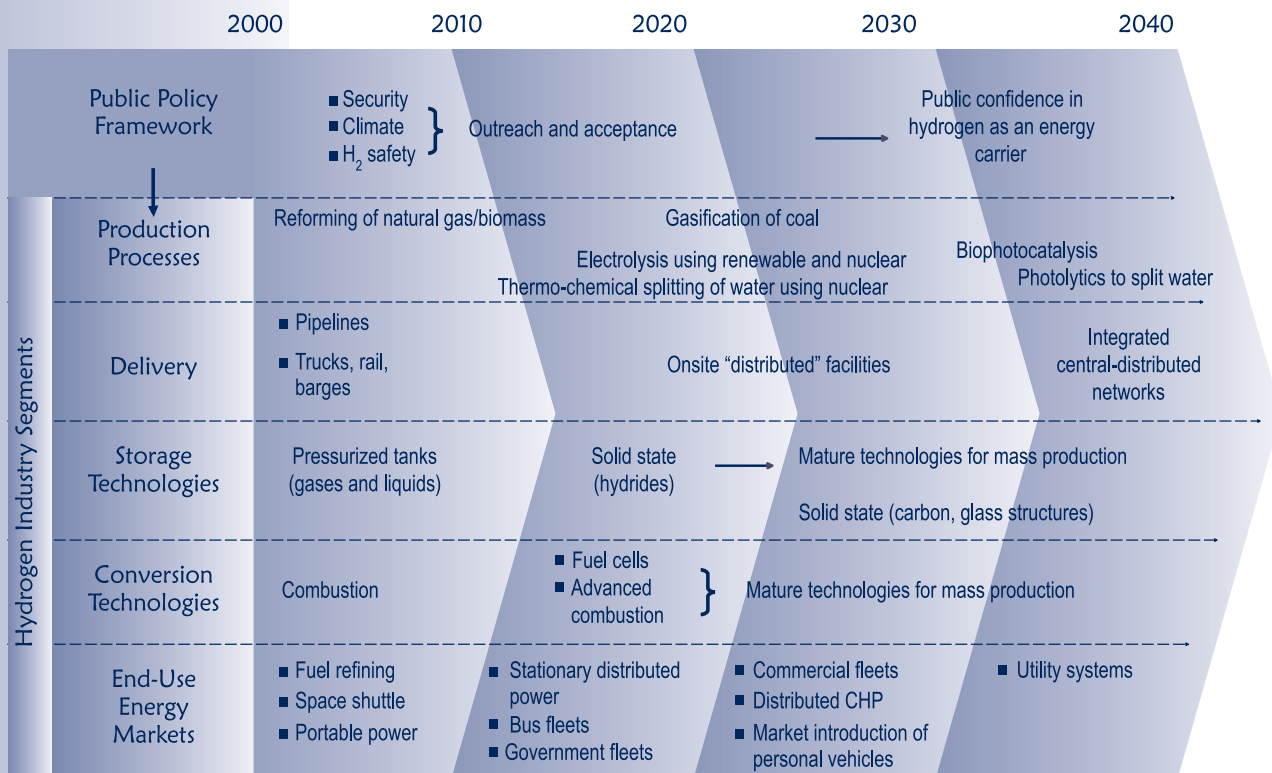 2000 2010 2020 2030 2040
Public Policy
Framework
■ Security
■ Climate
■ H₂ safety
Outreach and acceptance
Public confidence in
hydrogen as an energy
carrier
Hydrogen Industry Segments
Production
Processes
Reforming of natural gas/biomass
Gasification of coal
Electrolysis using renewable and nuclear
Thermo-chemical splitting of water using nuclear
Biophotocatalysis
Photolytics to split water
Delivery
■ Pipelines
■ Trucks, rail,
barges
Onsite “distributed” facilities
Integrated
central-distributed
networks
Storage
Technologies
Pressurized tanks
(gases and liquids)
Solid state
(hydrides)
Mature technologies for mass production
Solid state (carbon, glass structures)
Conversion
Technologies
Combustion
■ Fuel cells
■ Advanced
combustion
Mature technologies for mass production
End-Use
Energy
Markets
■ Fuel refining
■ Space shuttle
■ Portable power
■ Stationary distributed
power
■ Bus fleets
■ Government fleets
■ Commercial fleets
■ Distributed CHP
■ Market introduction of
personal vehicles
■ Utility systems